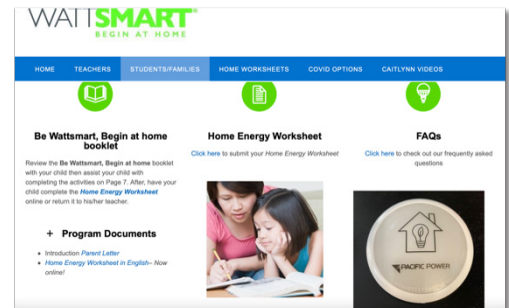 WATTSMART®
BEGIN AT HOME
HOME TEACHERS STUDENTS/FAMILIES HOME WORKSHEETS COVID OPTIONS CAITLYNN VIDEOS
Be Wattsmart, Begin at home
booklet
Review the Be Wattsmart, Begin at home booklet
with your child then assist your child with
completing the activities on Page 7. After, have your
child complete the Home Energy Worksheet
online or return it to his/her teacher.
+ Program Documents
• Introduction Parent Letter
• Home Energy Worksheet in English– Now
online!
Home Energy Worksheet
Click here to submit your Home Energy Worksheet
FAQs
Click here to check out our frequently asked
questions
PACIFIC POWER